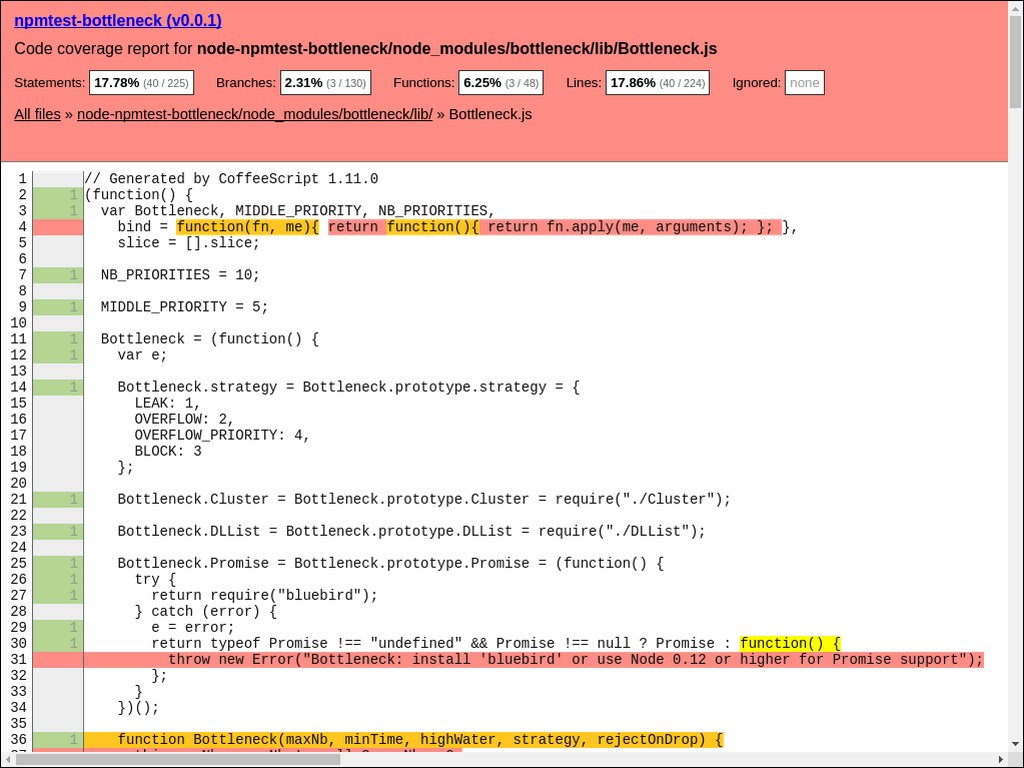 npmtest-bottleneck (v0.0.1)
Code coverage report for node-npmtest-bottleneck/node_modules/bottleneck/lib/Bottleneck.js
Statements: 17.78% (40 / 225) Branches: 2.31% (3 / 130) Functions: 6.25% (3 / 48) Lines: 17.86% (40 / 224) Ignored: none
All files » node-npmtest-bottleneck/node_modules/bottleneck/lib/ » Bottleneck.js
1 // Generated by CoffeeScript 1.11.0
2 1 (function() {
3 1 var Bottleneck, MIDDLE_PRIORITY, NB_PRIORITIES,
4 bind = function(fn, me){ return function(){ return fn.apply(me, arguments); }; },
5 slice = [].slice;
6
7 1 NB_PRIORITIES = 10;
8
9 1 MIDDLE_PRIORITY = 5;
10
11 1 Bottleneck = (function() {
12 1 var e;
13
14 1 Bottleneck.strategy = Bottleneck.prototype.strategy = {
15 LEAK: 1,
16 OVERFLOW: 2,
17 OVERFLOW_PRIORITY: 4,
18 BLOCK: 3
19 };
20
21 1 Bottleneck.Cluster = Bottleneck.prototype.Cluster = require("./Cluster");
22
23 1 Bottleneck.DLList = Bottleneck.prototype.DLList = require("./DLList");
24
25 1 Bottleneck.Promise = Bottleneck.prototype.Promise = (function() {
26 1 try {
27 1 return require("bluebird");
28 } catch (error) {
29 1 e = error;
30 1 return typeof Promise !== "undefined" && Promise !== null ? Promise : function() {
31 throw new Error("Bottleneck: install 'bluebird' or use Node 0.12 or higher for Promise support");
32 };
33 }
34 })();
35
36 1 function Bottleneck(maxNb, minTime, highWater, strategy, rejectOnDrop) {